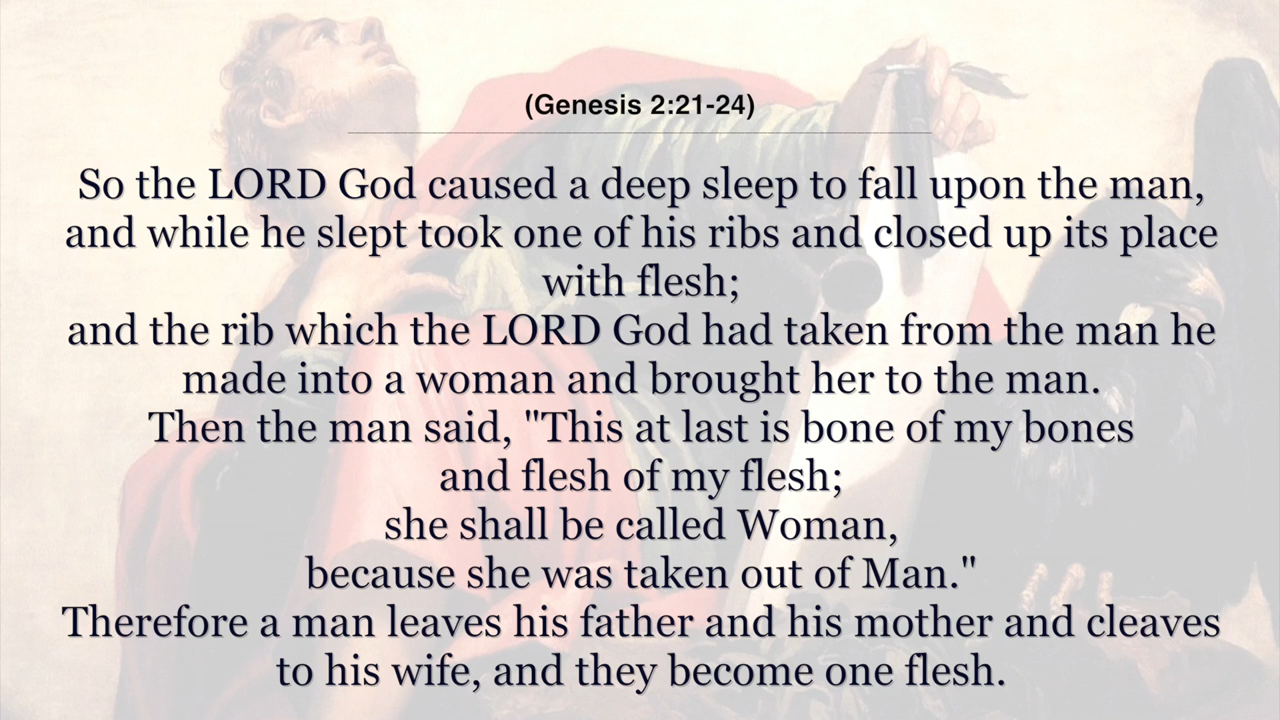 (Genesis 2:21-24)
So the LORD God caused a deep sleep to fall upon the man,
and while he slept took one of his ribs and closed up its place
with flesh;
and the rib which the LORD God had taken from the man he
made into a woman and brought her to the man.
Then the man said, "This at last is bone of my bones
and flesh of my flesh;
she shall be called Woman,
because she was taken out of Man."
Therefore a man leaves his father and his mother and cleaves
to his wife, and they become one flesh.